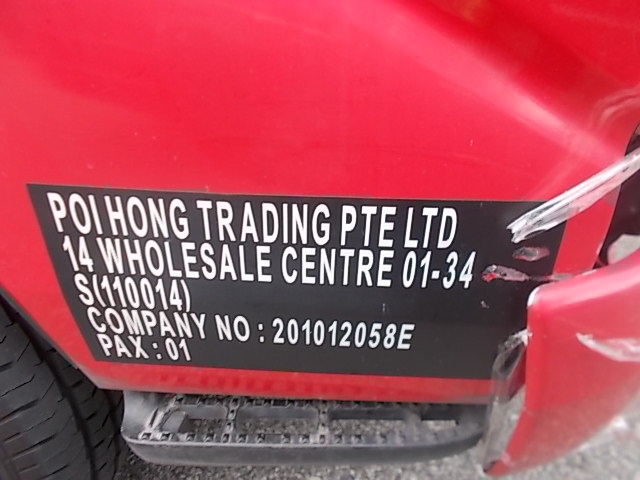 POI HONG TRADING PTE LTD
14 WHOLESALE CENTRE 01-34
S(110014)
COMPANY NO : 201012058E
PAX : 01